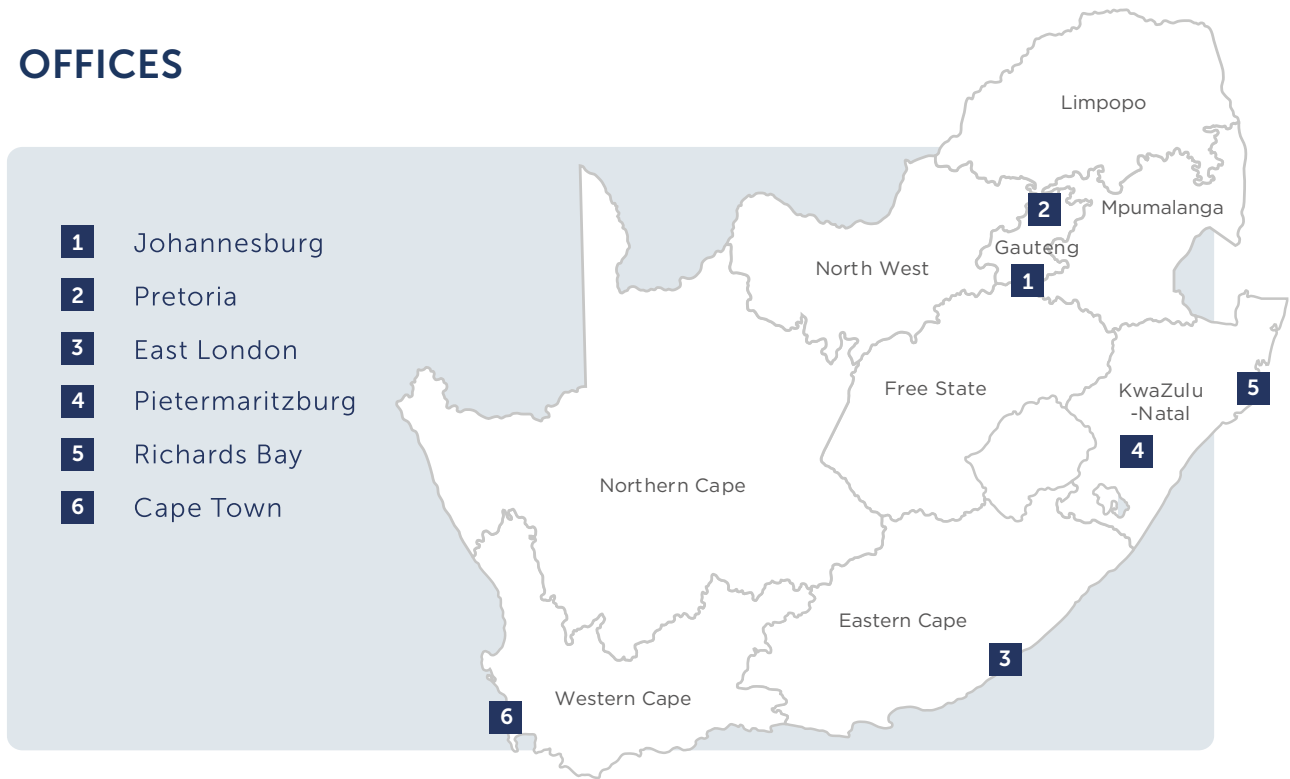 OFFICES
1 Johannesburg
2 Pretoria
3 East London
4 Pietermaritzburg
5 Richards Bay
6 Cape Town
Limpopo
2
Mpumalanga
Gauteng
North West
1
Free State
KwaZulu
-Natal
5
4
Northern Cape
Eastern Cape
3
Western Cape
6